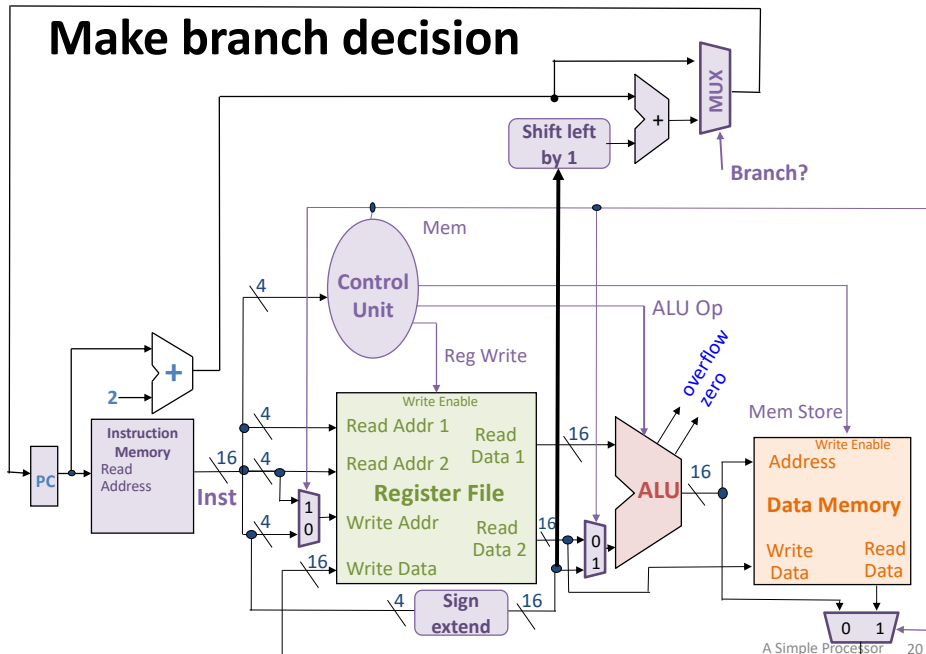 Make branch decision
MUX
+
Shift left
by 1
Branch?
Mem
4
Control
Unit
ALU Op
Reg Write
overflow
zero
Mem Store
+
2
Instruction
Memory
Read
Address
PC
16
Inst
4
4
4
1
0
16
Write Enable
Read Addr 1
Read Addr 2
Register File
Write Addr
Write Data
Read
Data 1
Read
Data 2
16
16
0
1
ALU
16
Write Enable
Address
Data Memory
Write
Data
Read
Data
4
Sign
extend
16
0 1
A Simple Processor 20